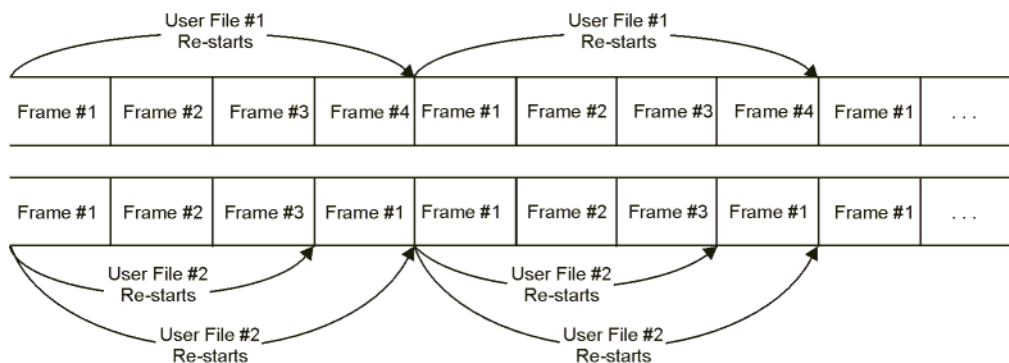 User File #1 User File #1
Re-starts Re-starts
Frame #1 Frame #2 Frame #3 Frame #4 Frame #1 Frame #2 Frame #3 Frame #4 Frame #1 . . .
Frame #1 Frame #2 Frame #3 Frame #1 Frame #1 Frame #2 Frame #3 Frame #1 Frame #1 . . .
User File #2 User File #2
Re-starts Re-starts
User File #2 User File #2
Re-starts Re-starts